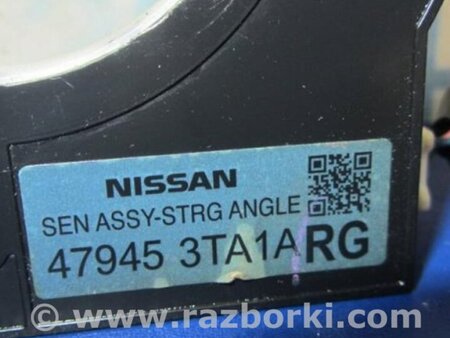 NISSAN
SEN ASSY-STRG ANGLE
47945 3TA1A RG
© www.razborki.com